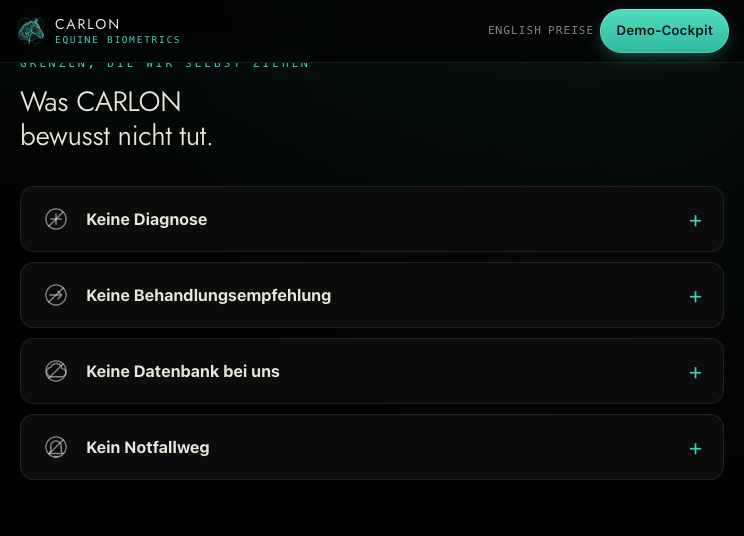 CARLON
EQUINE BIOMETRICS
ENGLISH PREISE Demo-Cockpit
GRENZEN, DIE WIR SELBST ZIEHEN
Was CARLON
bewusst nicht tut.
Keine Diagnose +
Keine Behandlungsempfehlung +
Keine Datenbank bei uns +
Kein Notfallweg +